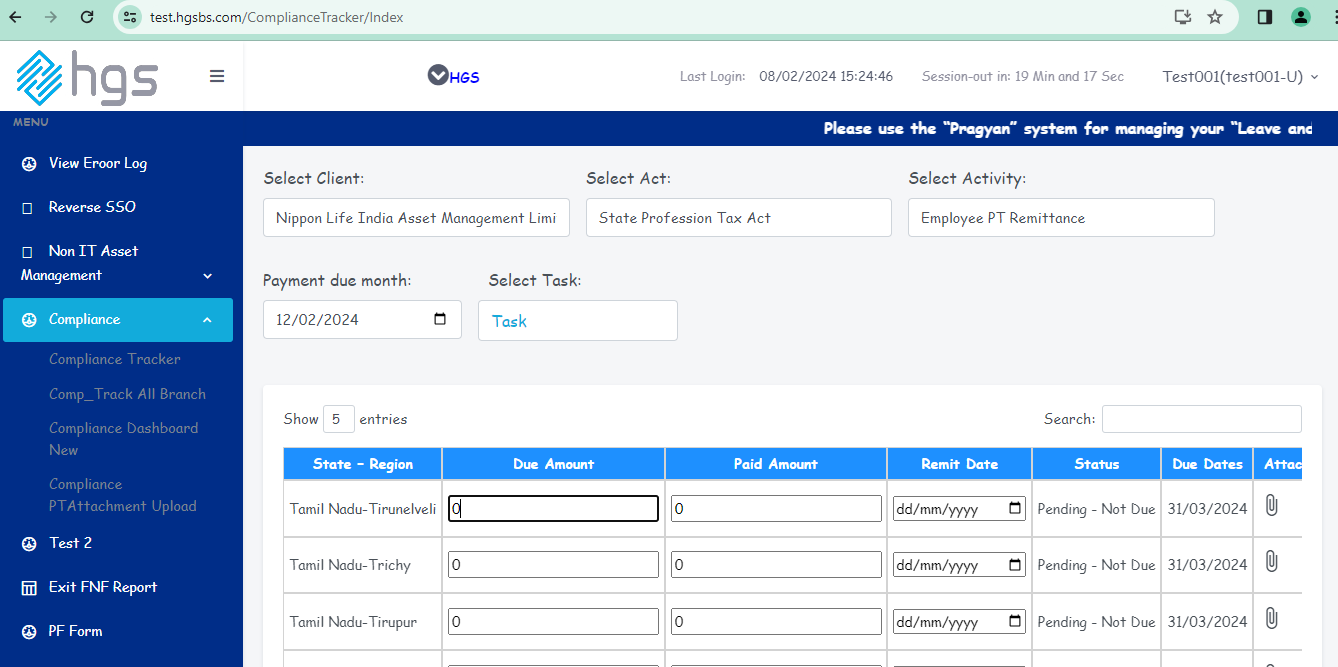 test.hgsbs.com/ComplianceTracker/Index
hgs
HGS
Last Login: 08/02/2024 15:24:46
Session-out in: 19 Min and 17 Sec
Test001(test001-U)
MENU
Please use the "Pragyan" system for managing your "Leave and
View Eroor Log
Reverse SSO
Non IT Asset
Management
Compliance
Compliance Tracker
Comp_Track All Branch
Compliance Dashboard
New
Compliance
PTAttachment Upload
Test 2
Exit FNF Report
PF Form
Select Client: Select Act: Select Activity:
Nippon Life India Asset Management Limi State Profession Tax Act Employee PT Remittance
Payment due month: Select Task:
12/02/2024 Task
Show 5 entries Search:
State - Region Due Amount Paid Amount Remit Date Status Due Dates Attac
Tamil Nadu-Tirunelveli 0 0 dd/mm/yyyy Pending - Not Due 31/03/2024
Tamil Nadu-Trichy 0 0 dd/mm/yyyy Pending - Not Due 31/03/2024
Tamil Nadu-Tirupur 0 0 dd/mm/yyyy Pending - Not Due 31/03/2024